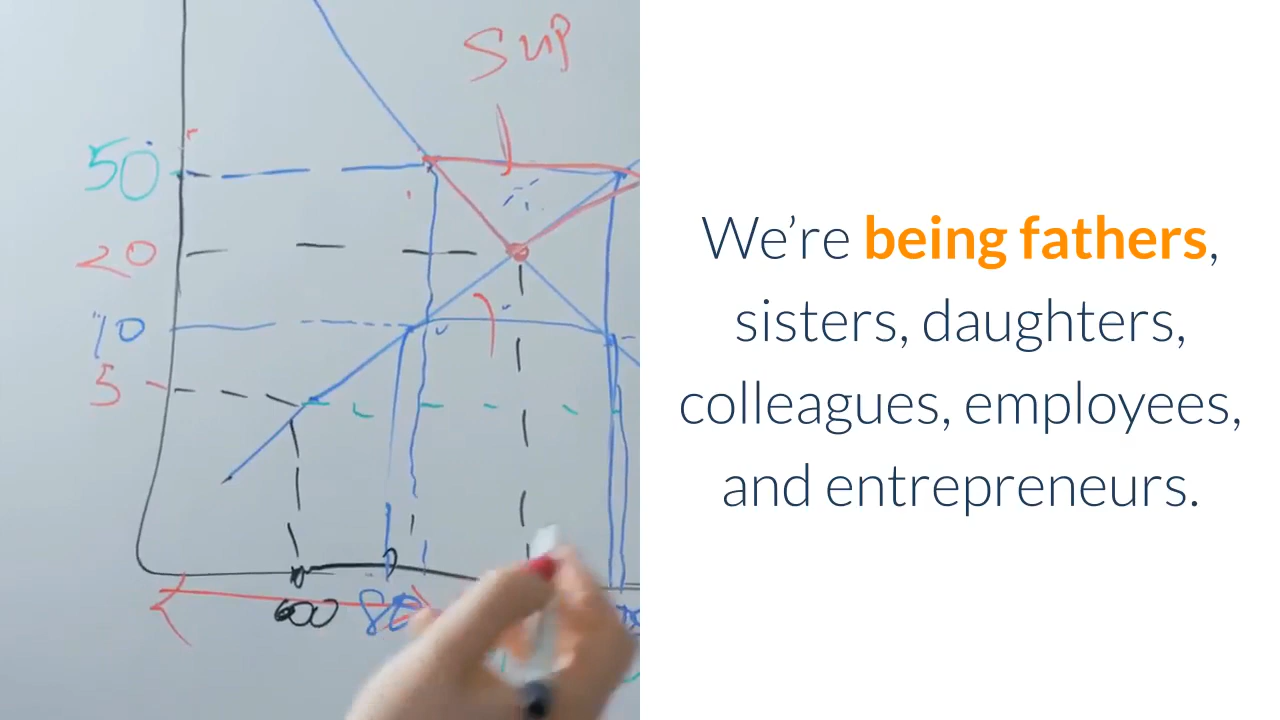 Sup
50
20
10
5
600
We’re being fathers,
sisters, daughters,
colleagues, employees,
and entrepreneurs.